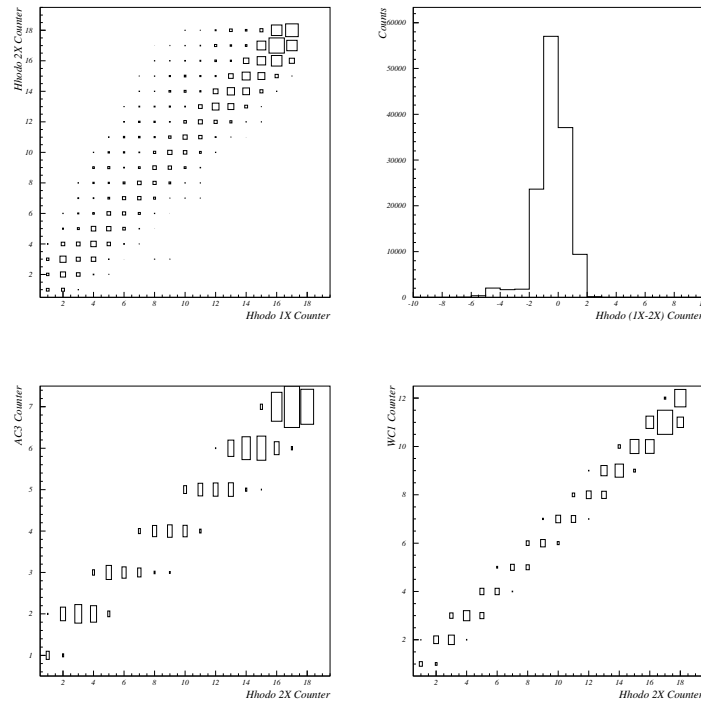 Hhodo 2X Counter
18
16
14
12
10
8
6
4
2
2 4 6 8 10 12 14 16 18
Hhodo 1X Counter
Counts
60000
50000
40000
30000
20000
10000
0
-10 -8 -6 -4 -2 0 2 4 6 8 10
Hhodo (1X-2X) Counter
AC3 Counter
7
6
5
4
3
2
1
2 4 6 8 10 12 14 16 18
Hhodo 2X Counter
WC1 Counter
12
10
8
6
4
2
2 4 6 8 10 12 14 16 18
Hhodo 2X Counter